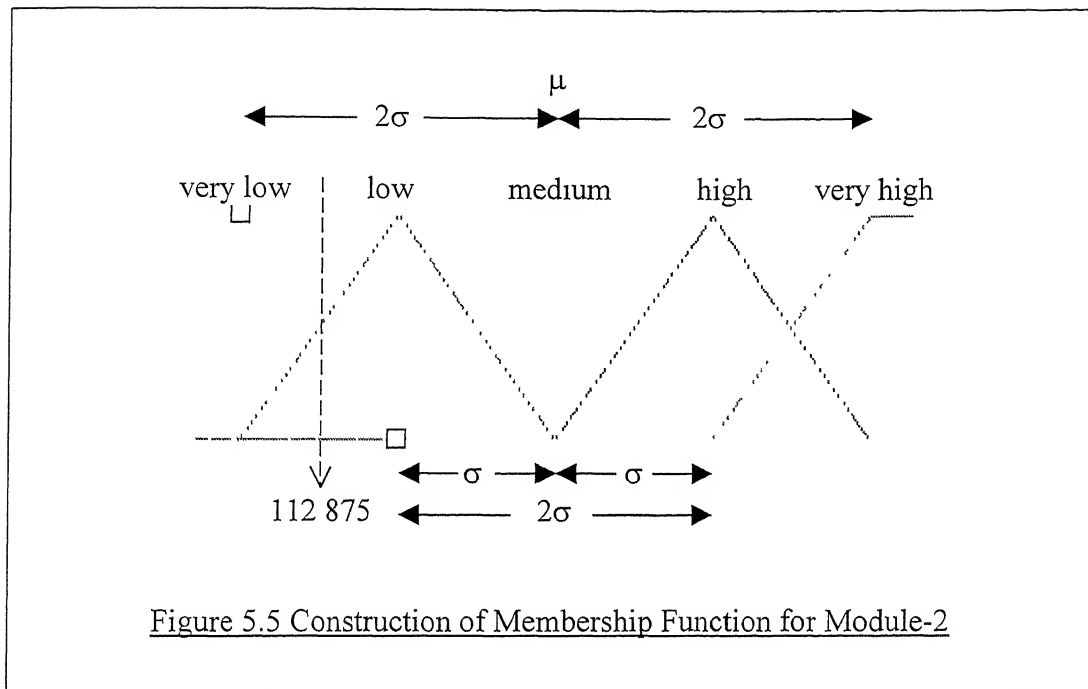 μ
2σ 2σ
very low low medium high very high
σ σ
112 875 2σ
Figure 5.5 Construction of Membership Function for Module-2